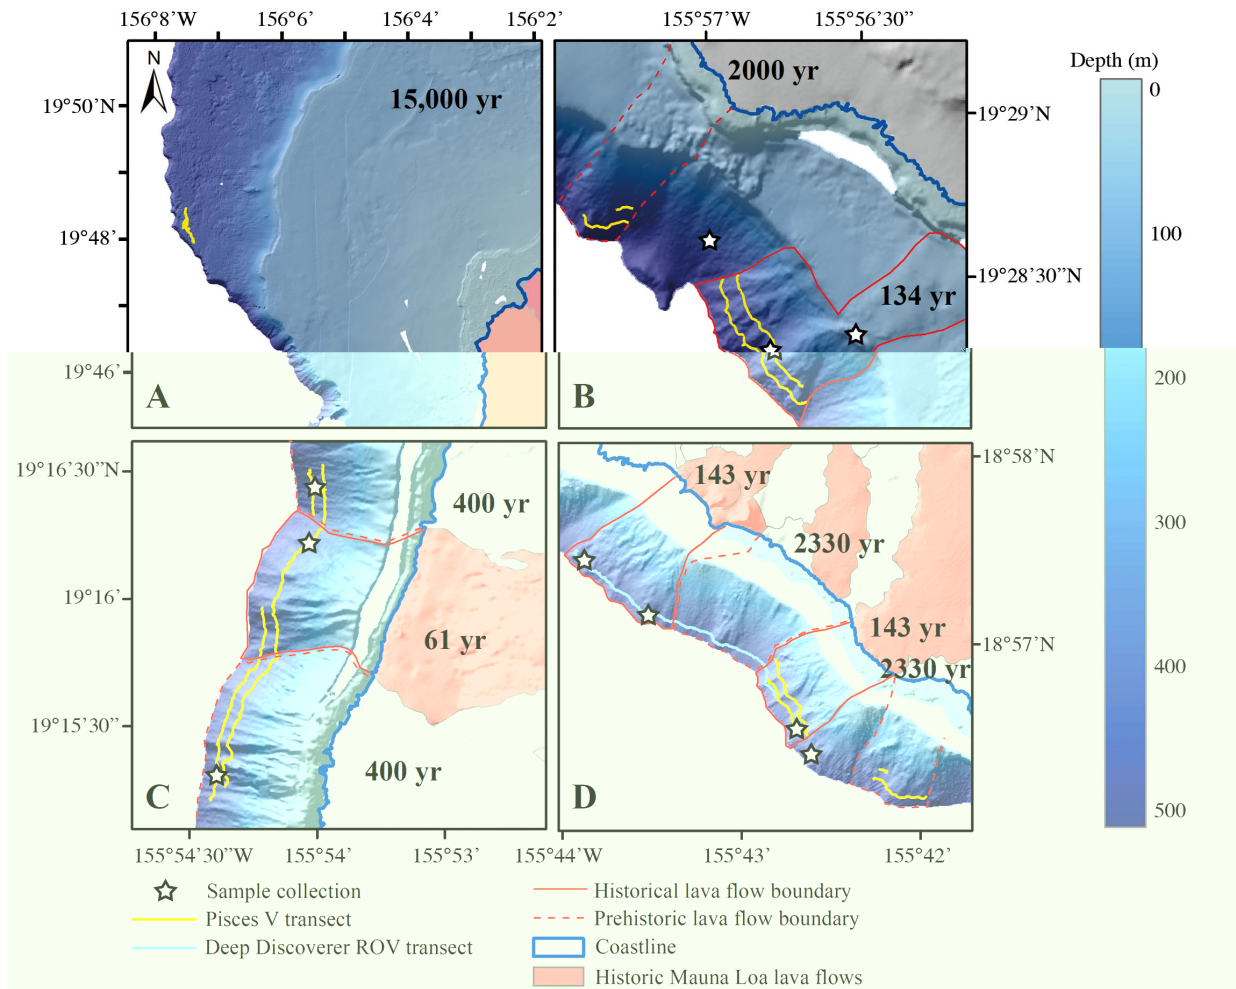 156°8’W 156°6’ 156°4’ 156°2’ 155°57’W 155°56’30”
N
19°50’N
19°48’
19°46’
15,000 yr
A
2000 yr
134 yr
B
19°29’N
19°28’30”N
Depth (m)
0
100
200
300
400
500
19°16’30”N
19°16’
19°15’30”
400 yr
61 yr
400 yr
C
143 yr
2330 yr
143 yr
2330 yr
D
18°58’N
18°57’N
155°54’30”W 155°54’ 155°53’ 155°44’W 155°43’ 155°42’
Sample collection
Pisces V transect
Deep Discoverer ROV transect
Historical lava flow boundary
Prehistoric lava flow boundary
Coastline
Historic Mauna Loa lava flows